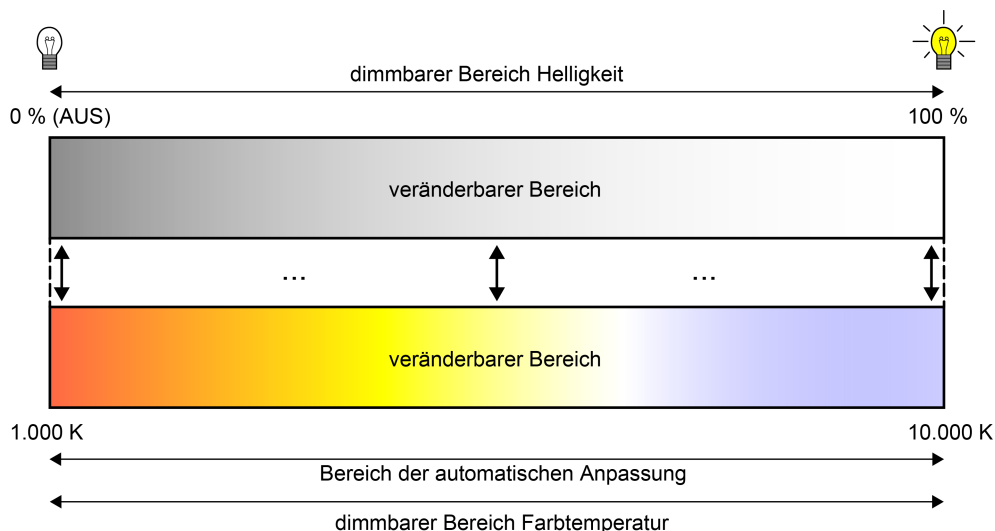 dimmbarer Bereich Helligkeit
0 % (AUS)
100 %
veränderbarer Bereich
...
...
veränderbarer Bereich
1.000 K
10.000 K
Bereich der automatischen Anpassung
dimmbarer Bereich Farbtemperatur